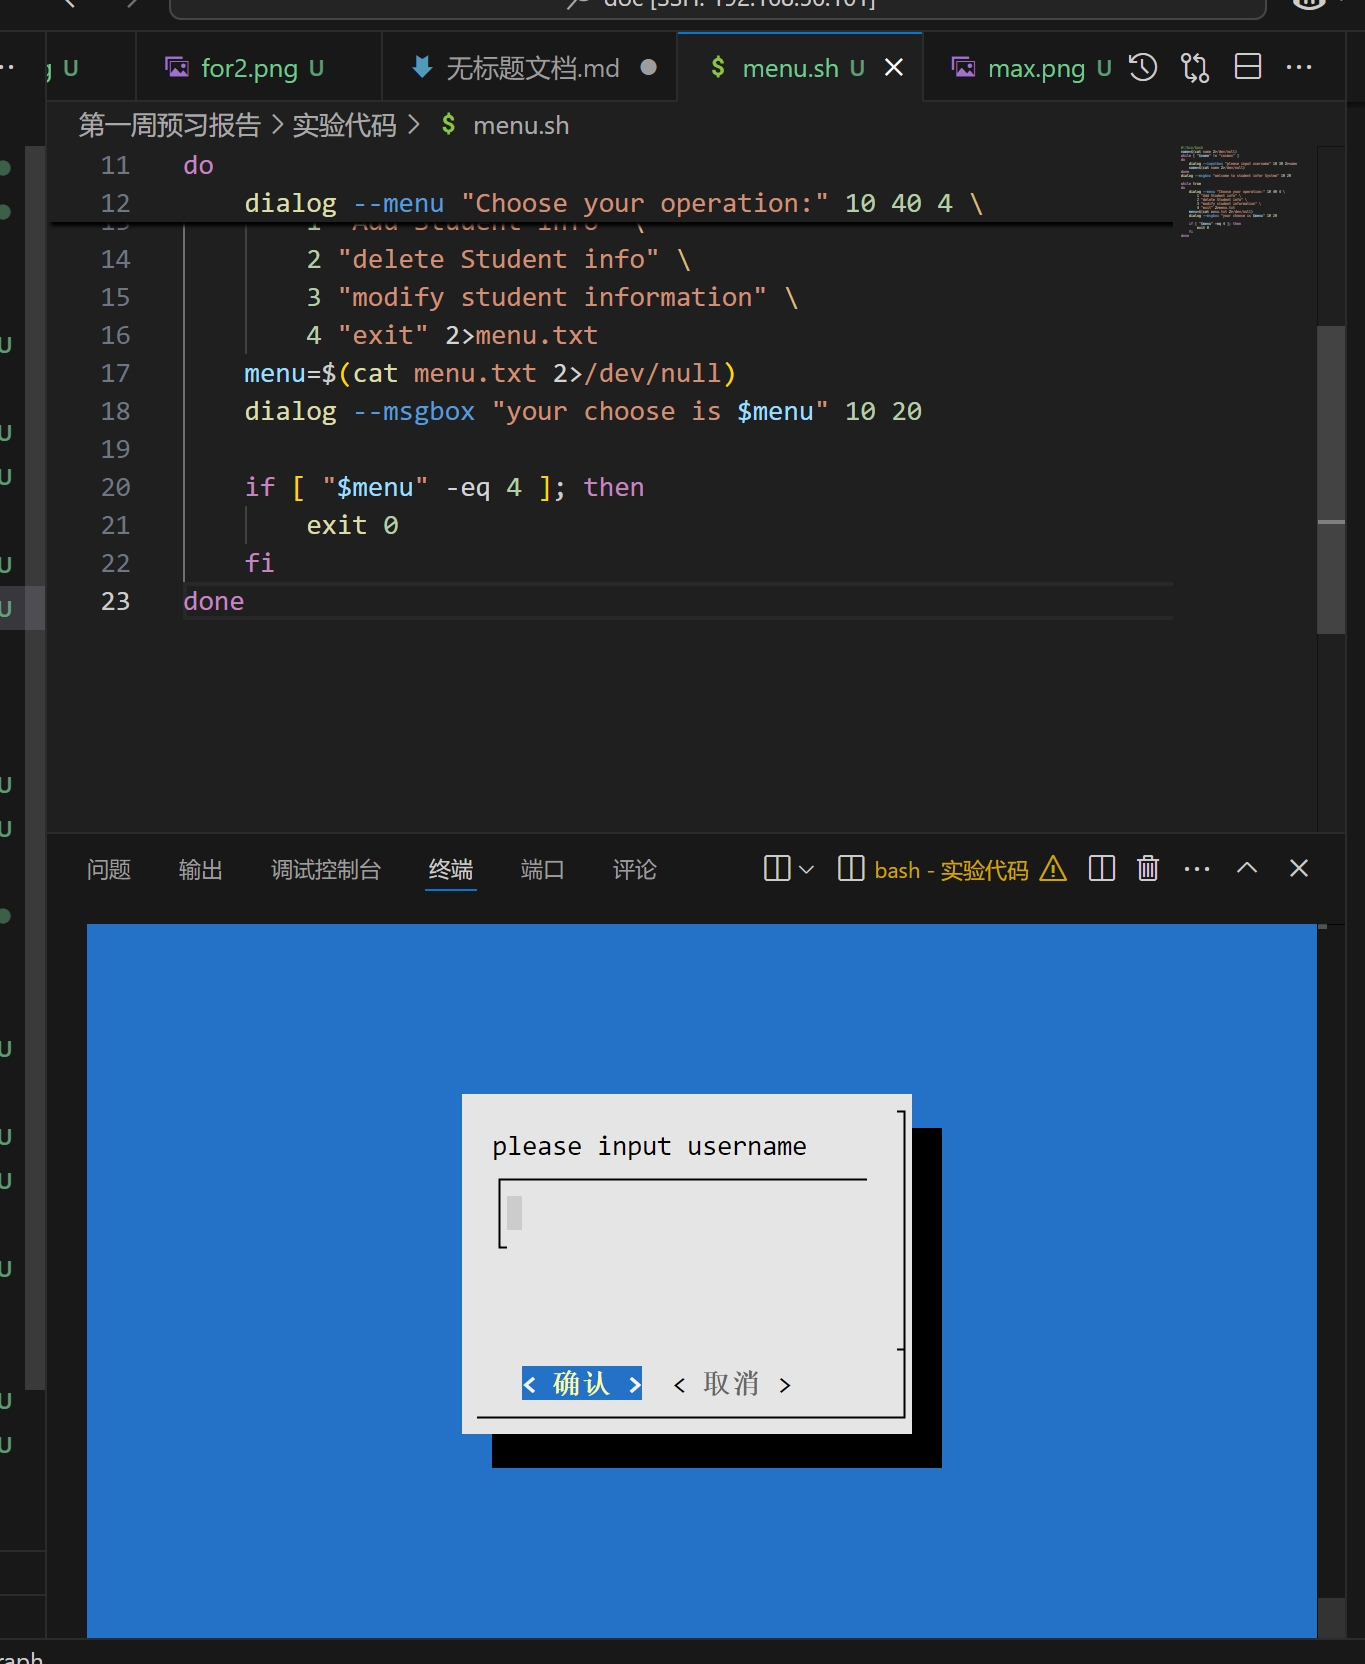 doc [SSH: 192.168.56.101]
g U
for2.png U
无标题文档.md
$ menu.sh U
max.png U
第一周预习报告 > 实验代码 > $ menu.sh
11 do
12 dialog --menu "Choose your operation:" 10 40 4 \
13 1 "Add Student info" \
14 2 "delete Student info" \
15 3 "modify student information" \
16 4 "exit" 2>menu.txt
17 menu=$(cat menu.txt 2>/dev/null)
18 dialog --msgbox "your choose is $menu" 10 20
19
20 if [ "$menu" -eq 4 ]; then
21 exit 0
22 fi
23 done
问题 输出 调试控制台 终端 端口 评论
bash - 实验代码
please input username
< 确认 > < 取消 >
raph